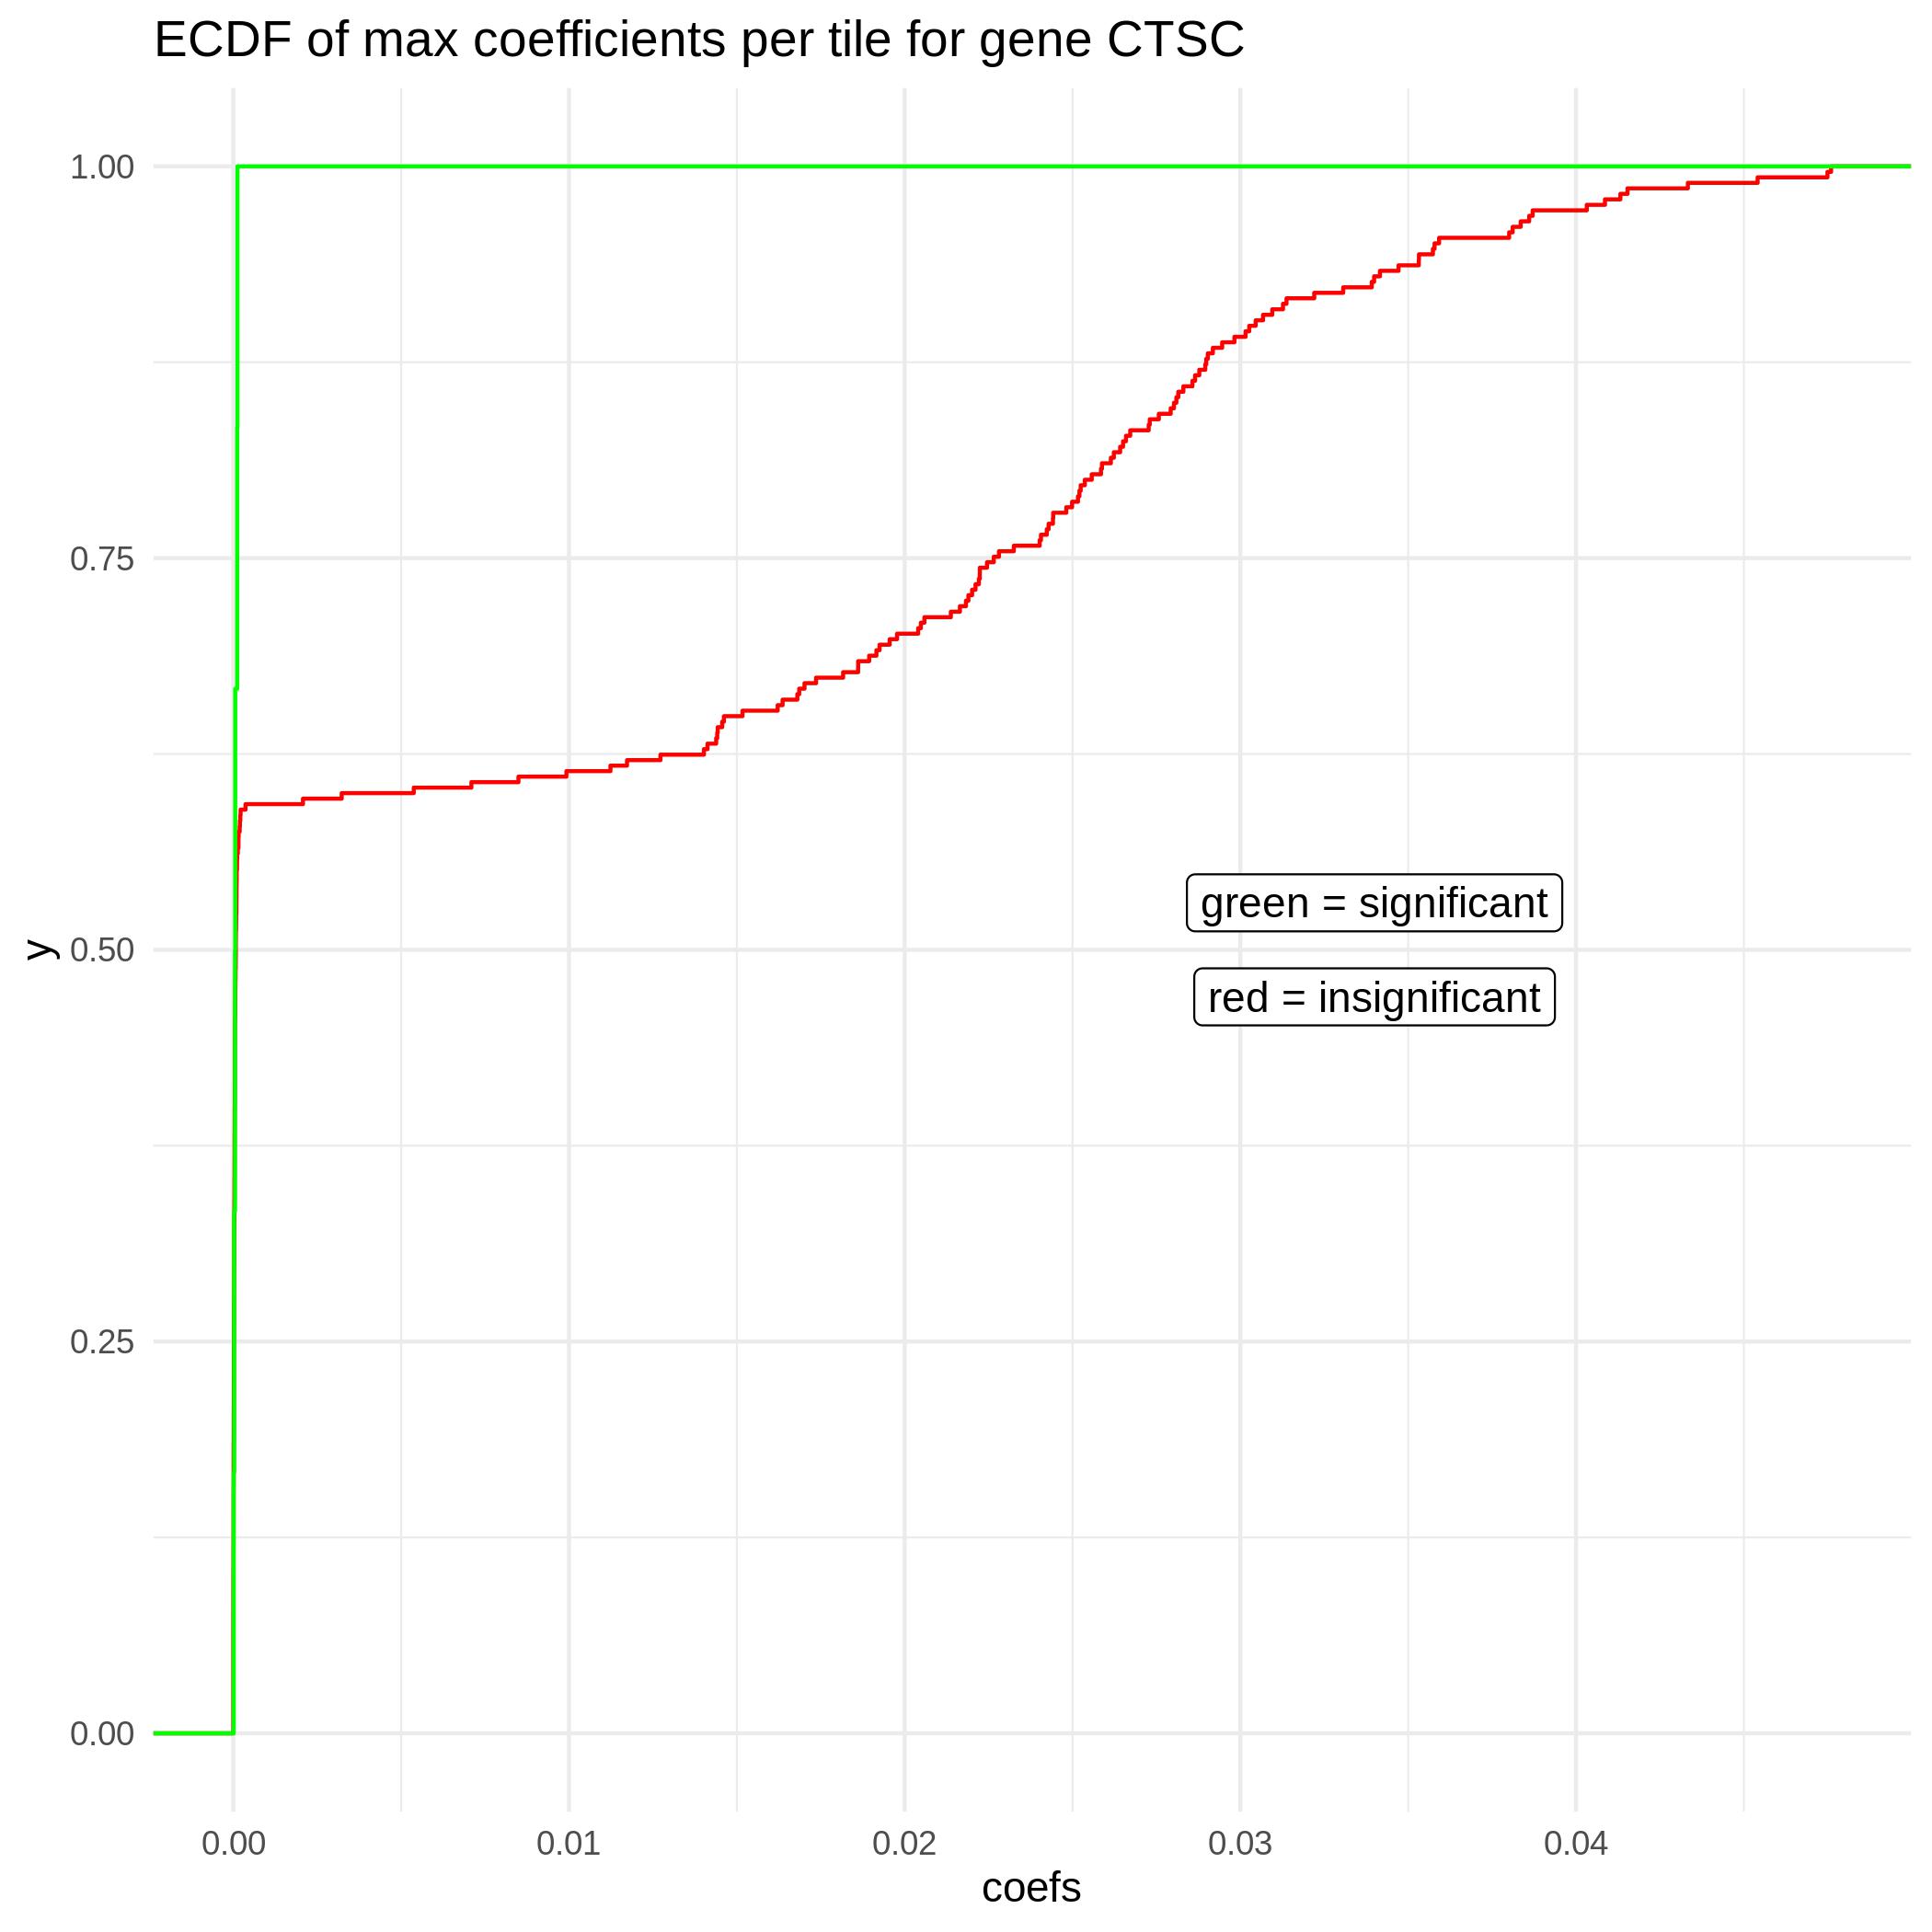 ECDF of max coefficients per tile for gene CTSC
1.00
0.75
0.50
0.25
0.00
y
green = significant
red = insignificant
0.00 0.01 0.02 0.03 0.04
coefs